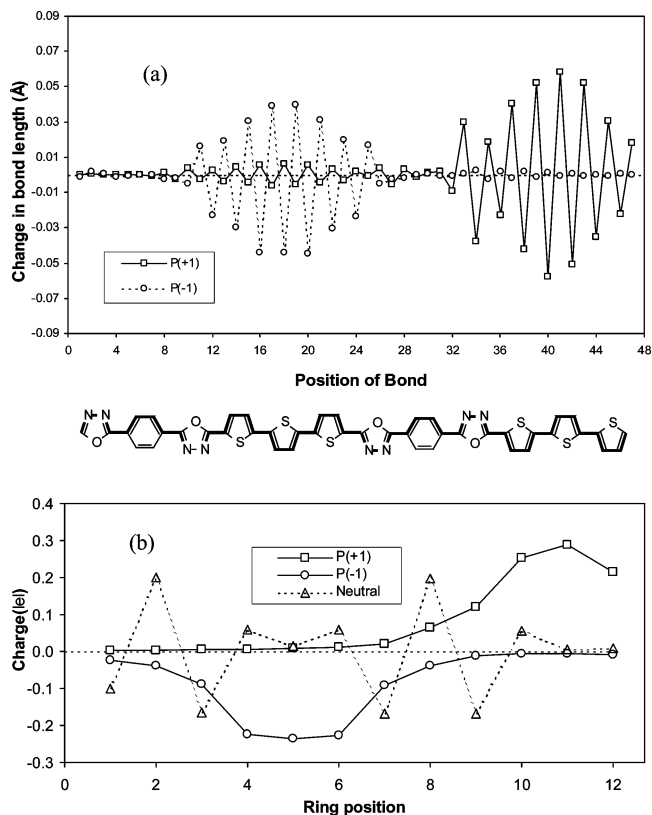 (a)
Change in bond length (Å)
0.09
0.07
0.05
0.03
0.01
-0.01
-0.03
-0.05
-0.07
-0.09
P(+1)
P(-1)
0 4 8 12 16 20 24 28 32 36 40 44 48
Position of Bond
N-N O O N-N S S S O N-N N-N O S S S
(b)
Charge(lel)
0.4
0.3
0.2
0.1
0.0
-0.1
-0.2
-0.3
P(+1)
P(-1)
Neutral
0 2 4 6 8 10 12
Ring position